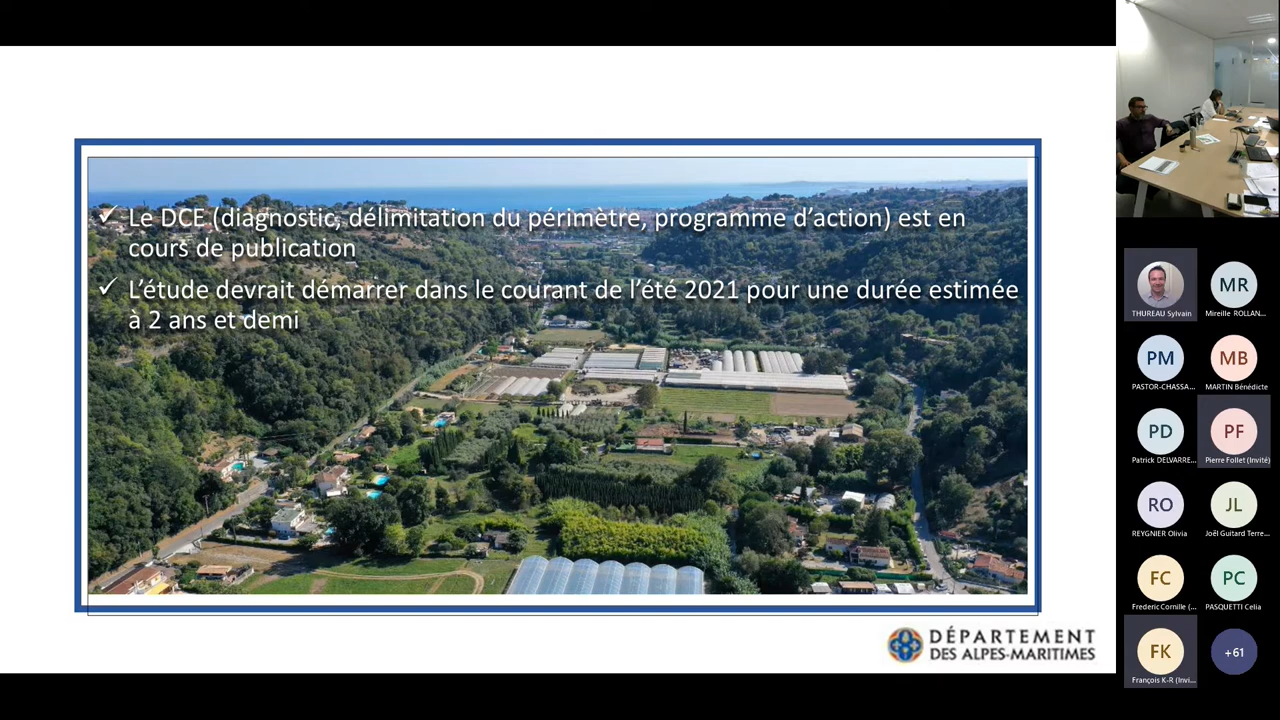 ✓ Le DCE (diagnostic, délimitation du périmètre, programme d'action) est en
cours de publication
✓ L'étude devrait démarrer dans le courant de l'été 2021 pour une durée estimée
à 2 ans et demi
DÉPARTEMENT
DES ALPES-MARITIMES
THUREAU Sylvain
MR
Mireille ROLLAN...
PM
PASTOR-CHASSA...
MB
MARTIN Bénédicte
PD
Patrick DELVARRE...
PF
Pierre Follet (Invité)
RO
REYGNIER Olivia
JL
Joël Guitard Terre...
FC
Frederic Cornille (...
PC
PASQUETTI Celia
FK
François K-R (Invi...
+61